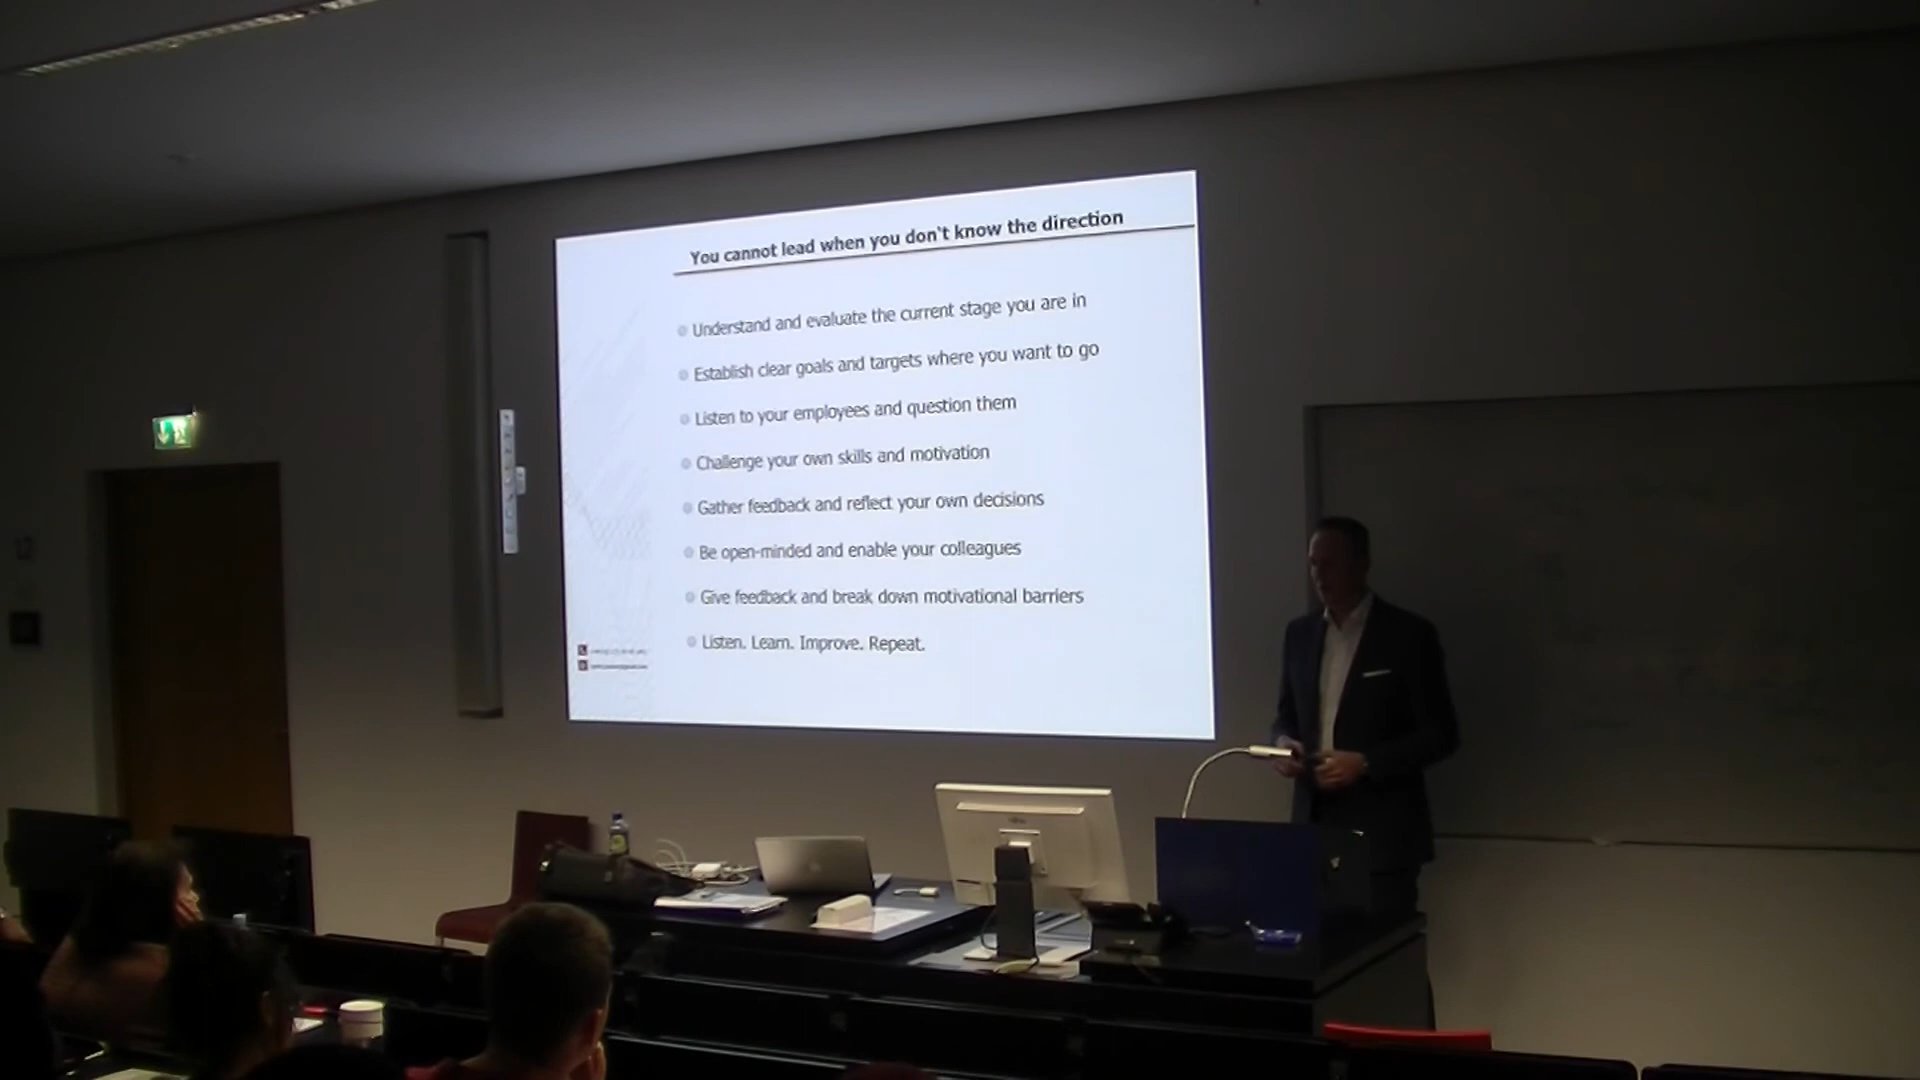 You cannot lead when you don't know the direction
Understand and evaluate the current stage you are in
Establish clear goals and targets where you want to go
Listen to your employees and question them
Challenge your own skills and motivation
Gather feedback and reflect your own decisions
Be open-minded and enable your colleagues
Give feedback and break down motivational barriers
Listen. Learn. Improve. Repeat.